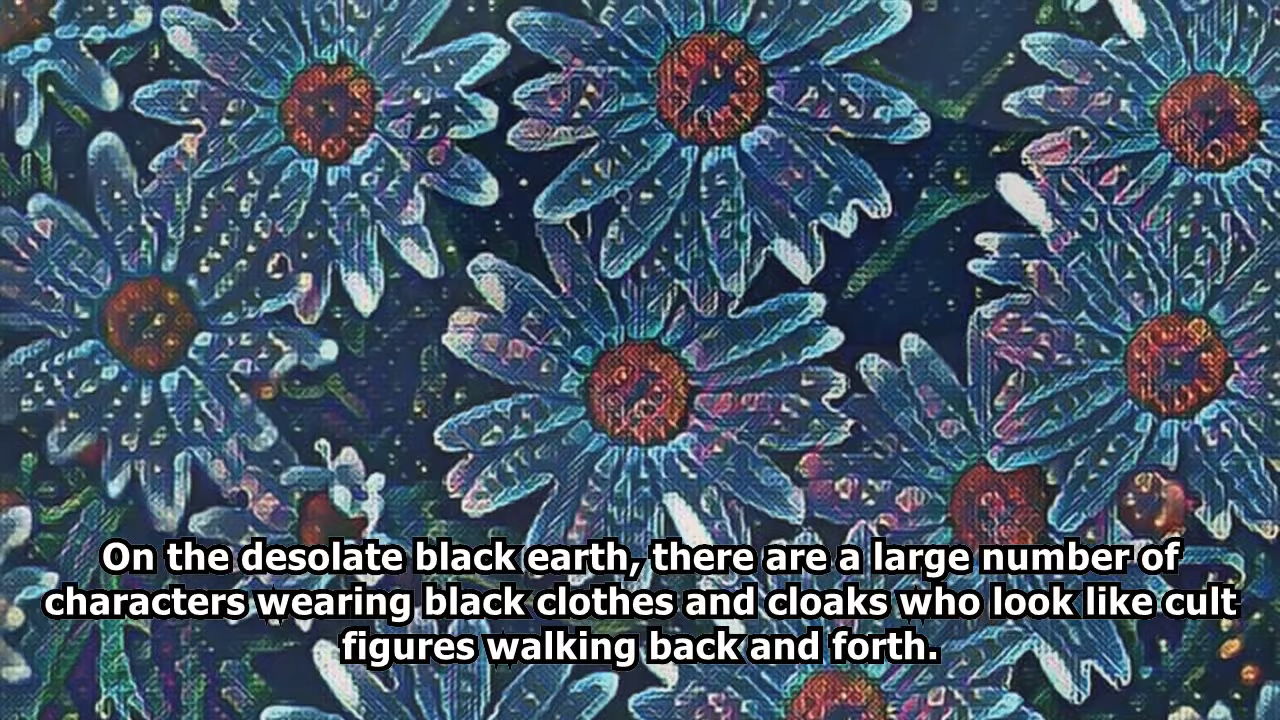 On the desolate black earth, there are a large number of
characters wearing black clothes and cloaks who look like cult
figures walking back and forth.